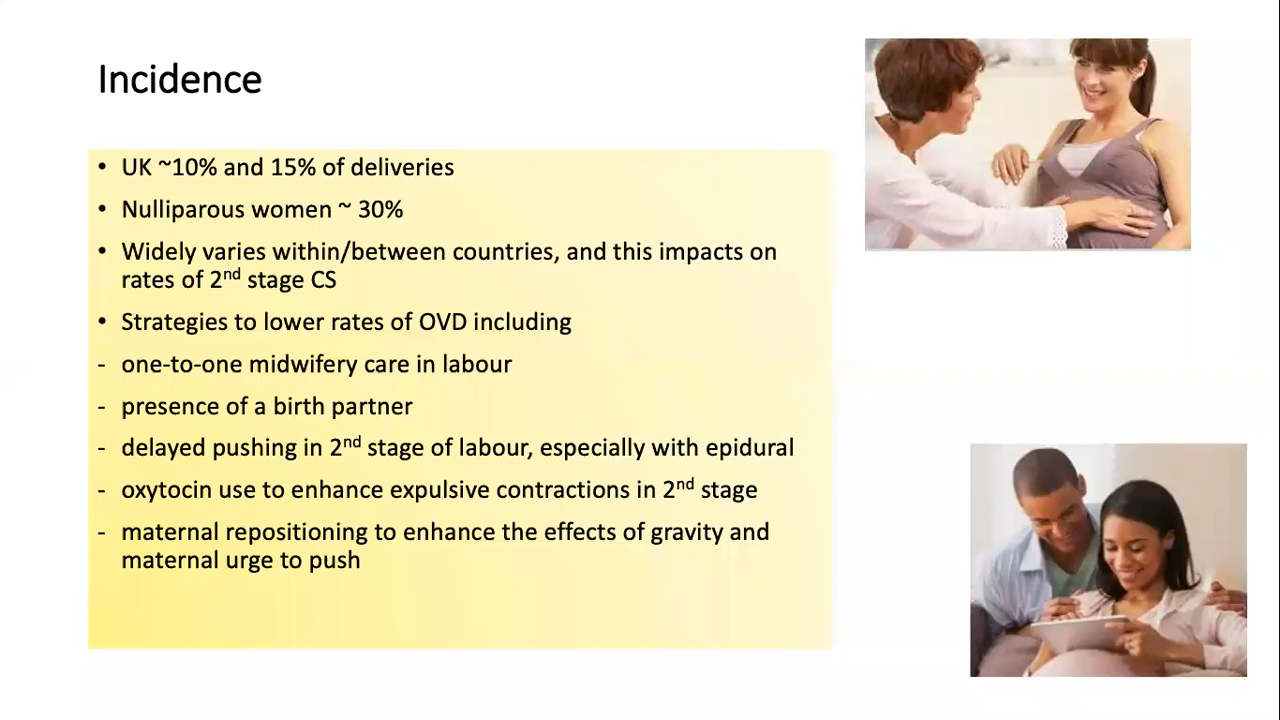 Incidence
• UK ~10% and 15% of deliveries
• Nulliparous women ~ 30%
• Widely varies within/between countries, and this impacts on
rates of 2nd stage CS
• Strategies to lower rates of OVD including
- one-to-one midwifery care in labour
- presence of a birth partner
- delayed pushing in 2nd stage of labour, especially with epidural
- oxytocin use to enhance expulsive contractions in 2nd stage
- maternal repositioning to enhance the effects of gravity and
maternal urge to push